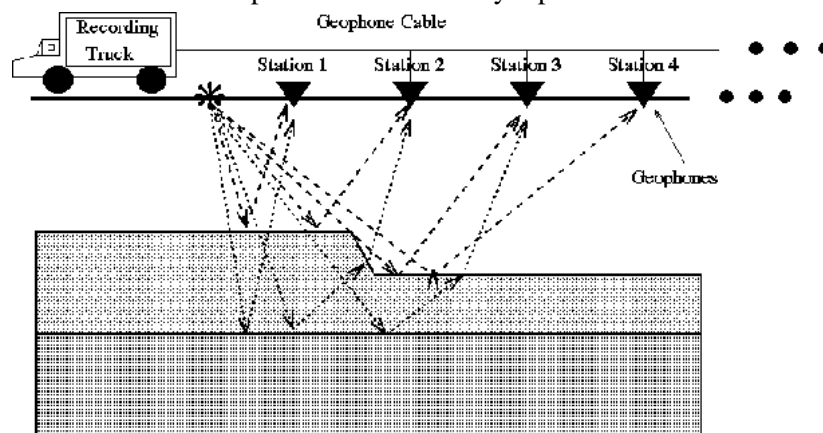 Geophone Cable
Recording
Truck
Station 1 Station 2 Station 3 Station 4
Geophones